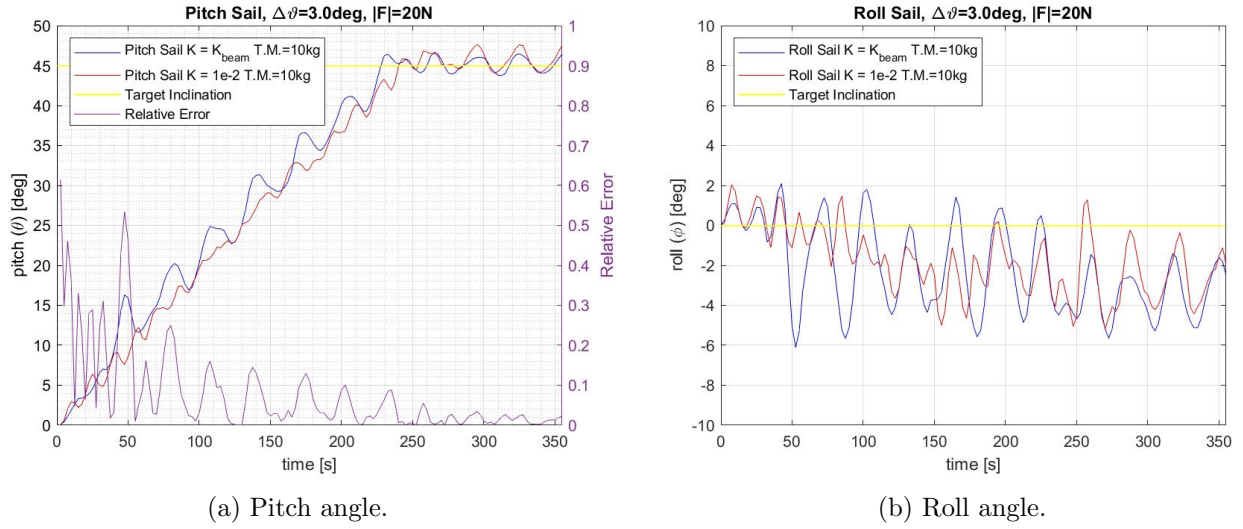 Pitch Sail, Δϑ=3.0deg, |F|=20N
Pitch Sail K = K_beam T.M.=10kg
Pitch Sail K = 1e-2 T.M.=10kg
Target Inclination
Relative Error
50
45
40
35
30
25
20
15
10
5
0
pitch (θ) [deg]
1
0.9
0.8
0.7
0.6
0.5
0.4
0.3
0.2
0.1
0
Relative Error
0 50 100 150 200 250 300 350
time [s]
(a) Pitch angle.
Roll Sail, Δϑ=3.0deg, |F|=20N
Roll Sail K = K_beam T.M.=10kg
Roll Sail K = 1e-2 T.M.=10kg
Target Inclination
10
8
6
4
2
0
-2
-4
-6
-8
-10
roll (ϕ) [deg]
0 50 100 150 200 250 300 350
time [s]
(b) Roll angle.